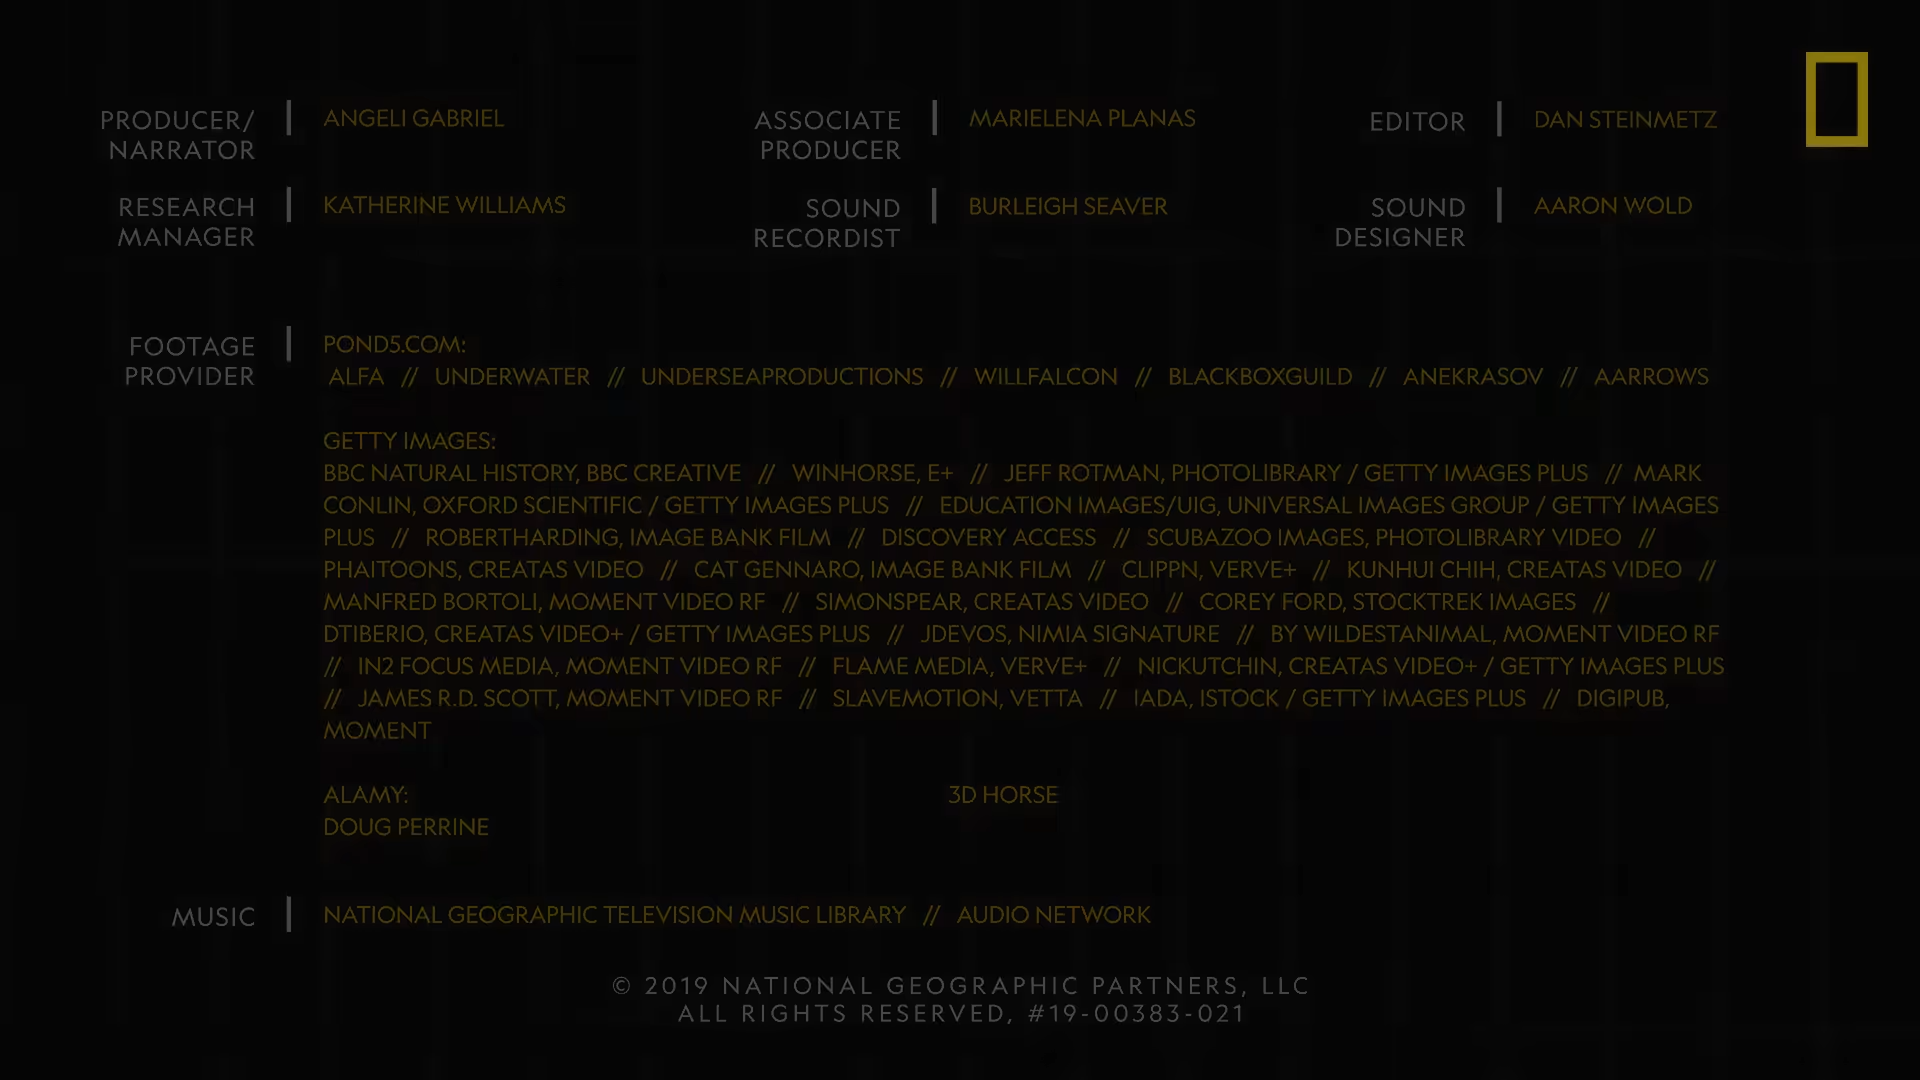 PRODUCER/ NARRATOR | ANGELI GABRIEL
ASSOCIATE PRODUCER | MARIELENA PLANAS
EDITOR | DAN STEINMETZ
RESEARCH MANAGER | KATHERINE WILLIAMS
SOUND RECORDIST | BURLEIGH SEAVER
SOUND DESIGNER | AARON WOLD
FOOTAGE PROVIDER | POND5.COM:
ALFA // UNDERWATER // UNDERSEAPRODUCTIONS // WILLFALCON // BLACKBOXGUILD // ANEKRASOV // AARROWS
GETTY IMAGES:
BBC NATURAL HISTORY, BBC CREATIVE // WINHORSE, E+ // JEFF ROTMAN, PHOTOLIBRARY / GETTY IMAGES PLUS // MARK
CONLIN, OXFORD SCIENTIFIC / GETTY IMAGES PLUS // EDUCATION IMAGES/UIG, UNIVERSAL IMAGES GROUP / GETTY IMAGES
PLUS // ROBERTHARDING, IMAGE BANK FILM // DISCOVERY ACCESS // SCUBAZOO IMAGES, PHOTOLIBRARY VIDEO //
PHAITOONS, CREATAS VIDEO // CAT GENNARO, IMAGE BANK FILM // CLIPPN, VERVE+ // KUNHUI CHIH, CREATAS VIDEO //
MANFRED BORTOLI, MOMENT VIDEO RF // SIMONSPEAR, CREATAS VIDEO // COREY FORD, STOCKTREK IMAGES //
DTIBERIO, CREATAS VIDEO+ / GETTY IMAGES PLUS // JDEVOS, NIMIA SIGNATURE // BY WILDESTANIMAL, MOMENT VIDEO RF
// IN2 FOCUS MEDIA, MOMENT VIDEO RF // FLAME MEDIA, VERVE+ // NICKUTCHIN, CREATAS VIDEO+ / GETTY IMAGES PLUS
// JAMES R.D. SCOTT, MOMENT VIDEO RF // SLAVEMOTION, VETTA // IADA, ISTOCK / GETTY IMAGES PLUS // DIGIPUB,
MOMENT
ALAMY:
DOUG PERRINE
3D HORSE
MUSIC | NATIONAL GEOGRAPHIC TELEVISION MUSIC LIBRARY // AUDIO NETWORK
© 2019 NATIONAL GEOGRAPHIC PARTNERS, LLC
ALL RIGHTS RESERVED, #19-00383-021